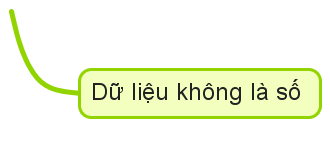 Dữ liệu không là số